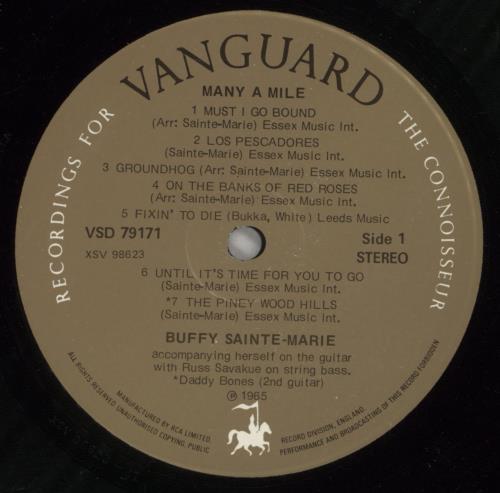 VANGUARD
RECORDINGS FOR THE CONNOISSEUR
MANY A MILE
1 MUST I GO BOUND
(Arr: Sainte-Marie) Essex Music Int.
2 LOS PESCADORES
(Sainte-Marie) Essex Music Int.
3 GROUNDHOG (Arr: Sainte-Marie) Essex Music Int.
4 ON THE BANKS OF RED ROSES
(Arr: Sainte-Marie) Essex Music Int.
5 FIXIN' TO DIE (Bukka, White) Leeds Music
VSD 79171 Side 1
XSV 98623 STEREO
6 UNTIL IT'S TIME FOR YOU TO GO
(Sainte-Marie) Essex Music Int.
*7 THE PINEY WOOD HILLS
(Sainte-Marie) Essex Music Int.
BUFFY SAINTE-MARIE
accompanying herself on the guitar
with Russ Savakue on string bass.
*Daddy Bones (2nd guitar)
℗ 1965
MANUFACTURED BY RCA LIMITED, RECORD DIVISION, ENGLAND.
ALL RIGHTS RESERVED. UNAUTHORISED COPYING, PUBLIC PERFORMANCE AND BROADCASTING OF THIS RECORD FORBIDDEN